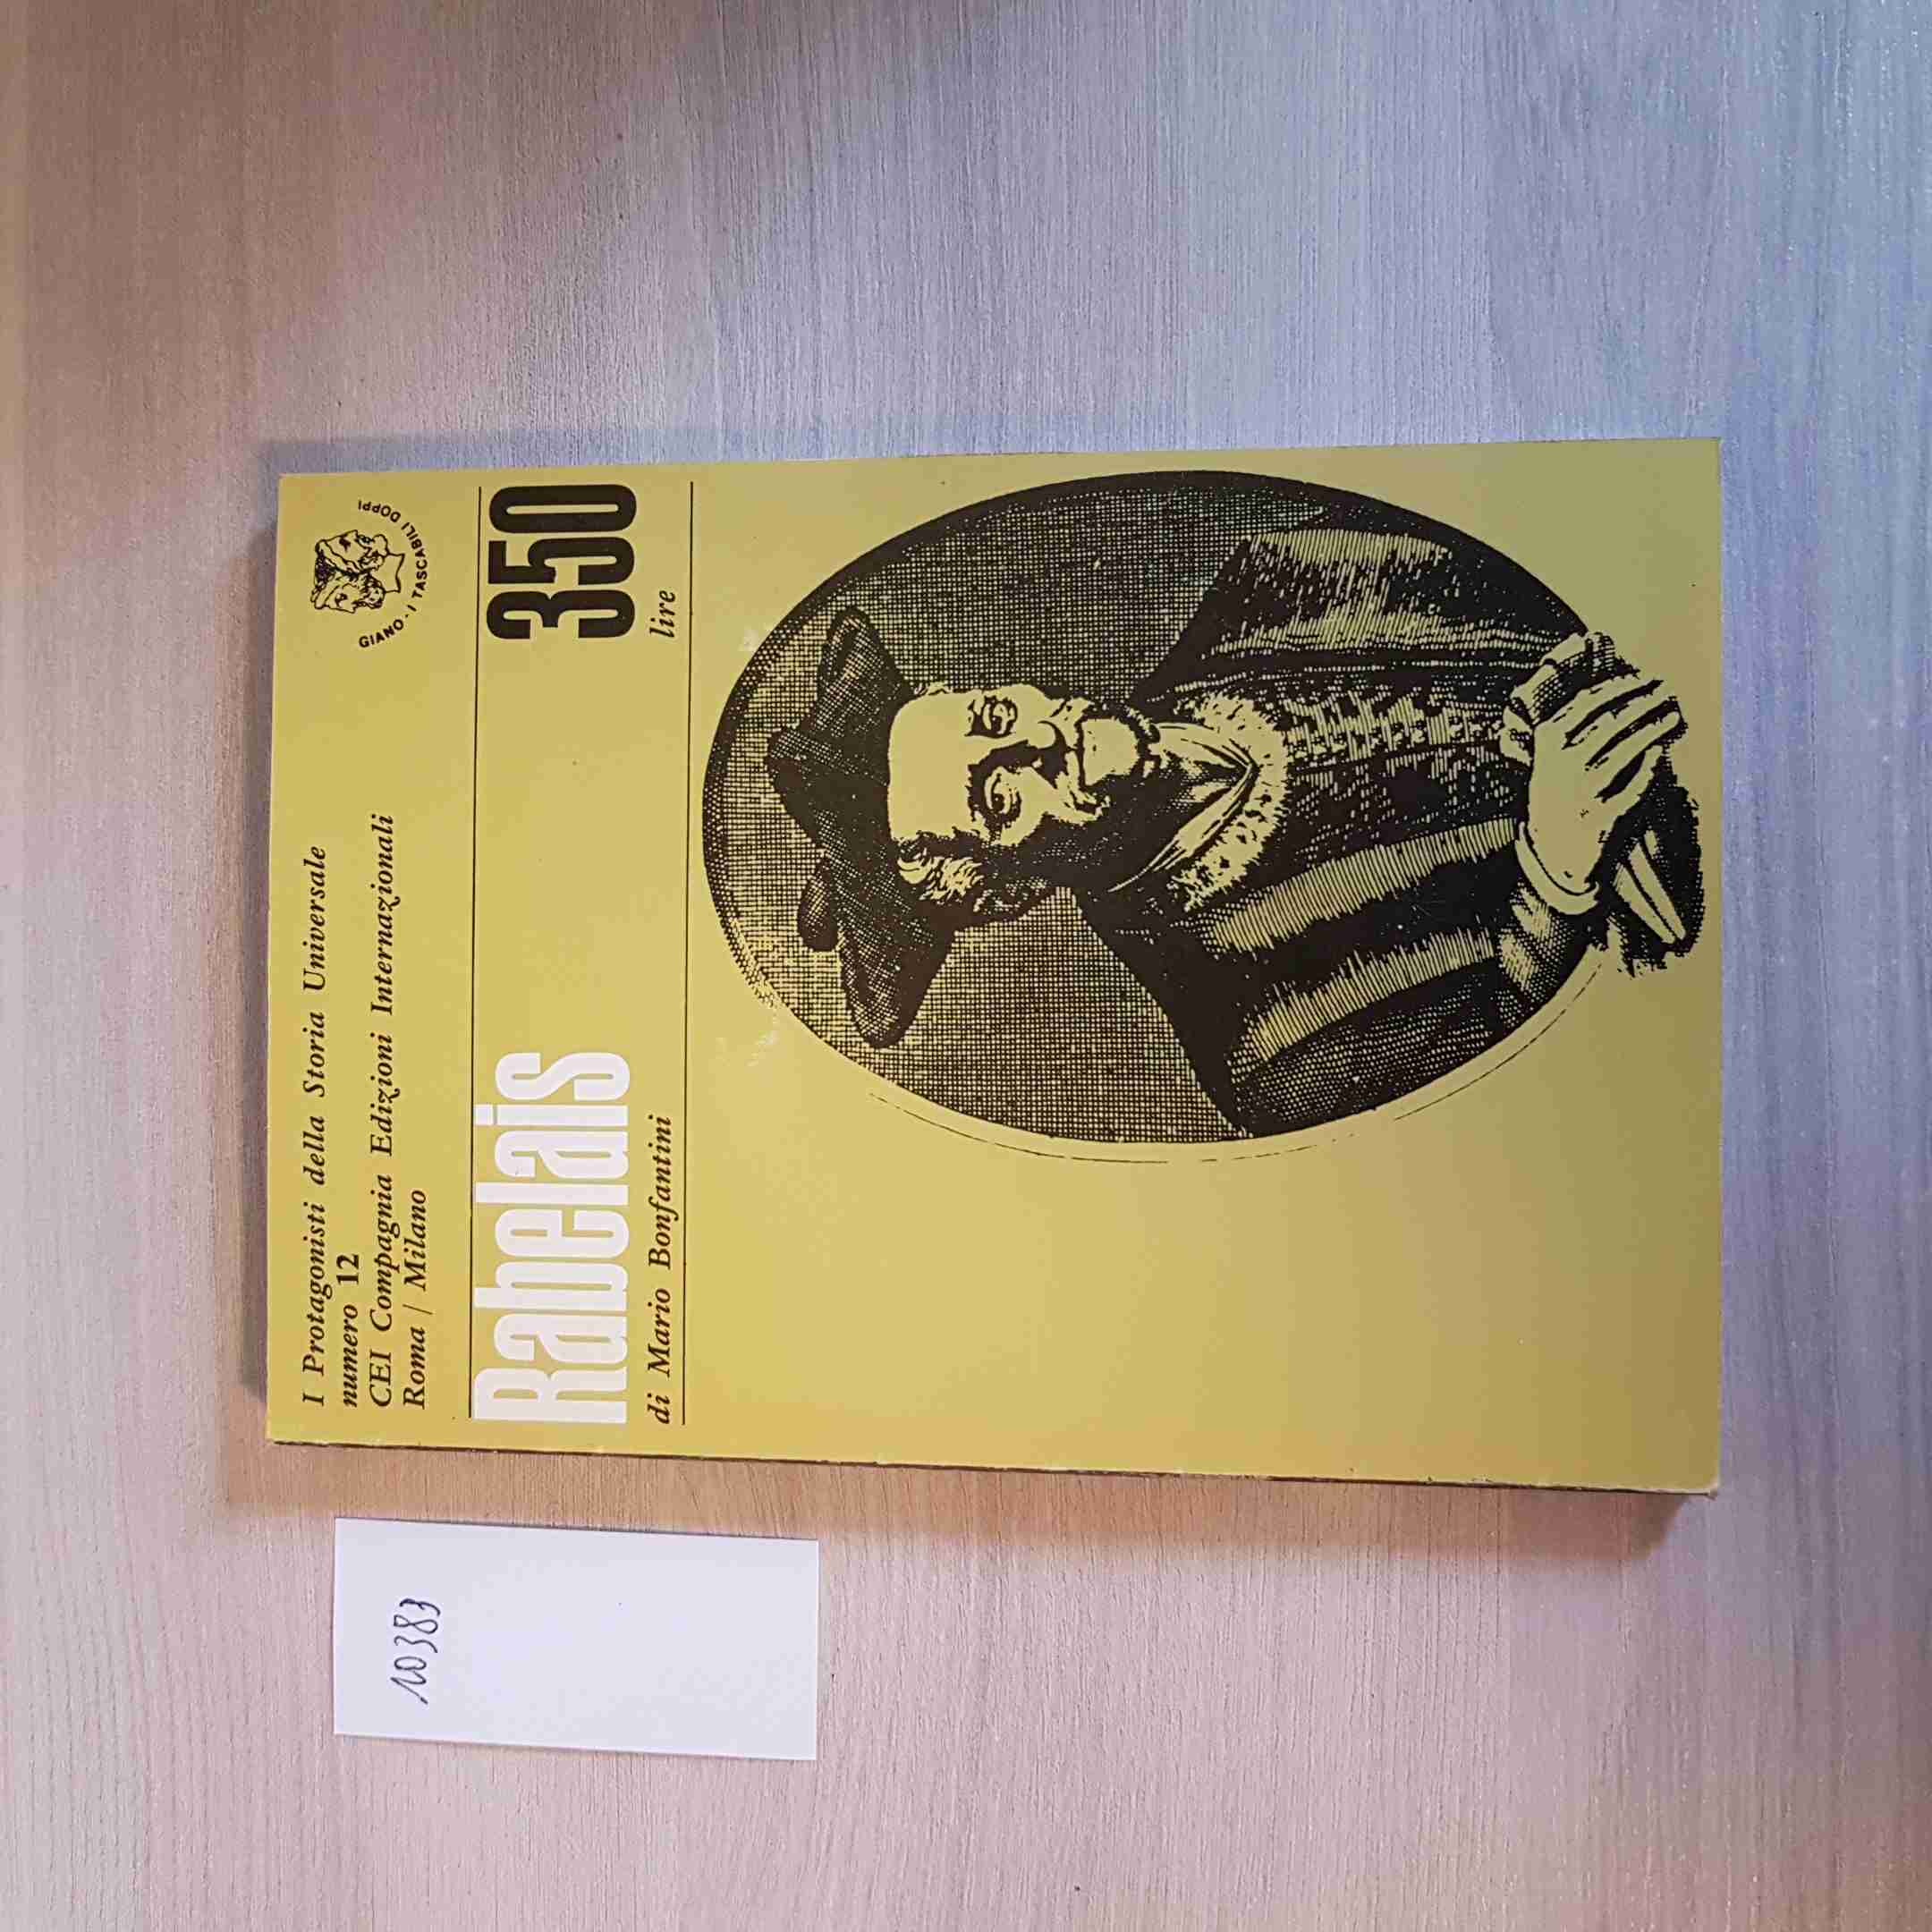 I Protagonisti della Storia Universale
numero 12
CEI Compagnia Edizioni Internazionali
Roma / Milano
GIANO · I TASCABILI DOPPI
Rabelais
350
di Mario Bonfantini
lire
10383